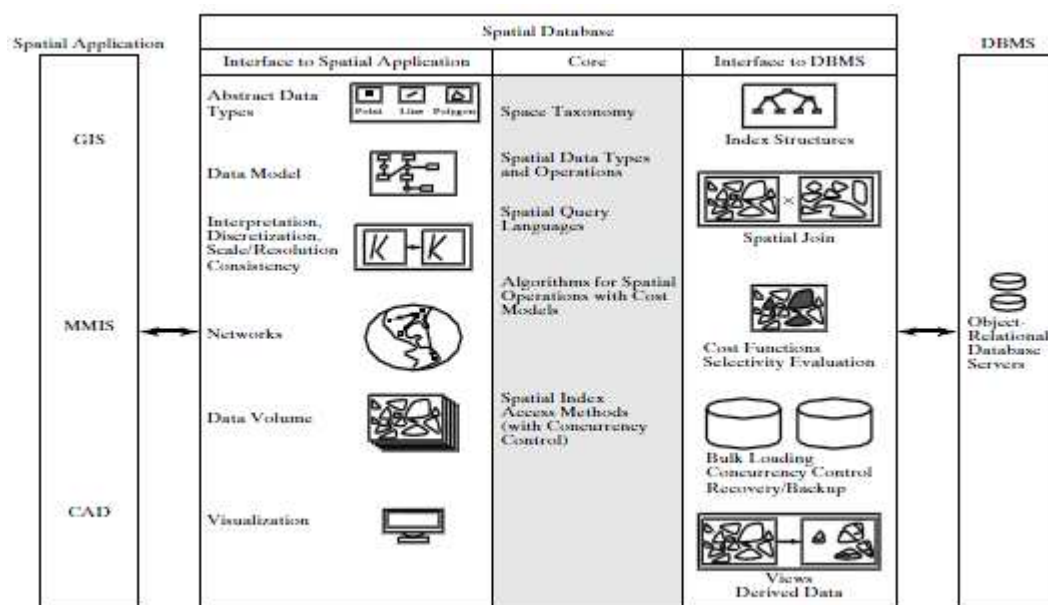 Spatial Database
Spatial Application
DBMS
Interface to Spatial Application
Core
Interface to DBMS
GIS
MMIS
CAD
Abstract Data
Types
Point Line Polygon
Data Model
Interpretation,
Discretization,
Scale/Resolution
Consistency
K K
Networks
Data Volume
Visualization
Space Taxonomy
Spatial Data Types
and Operations
Spatial Query
Languages
Algorithms for Spatial
Operations with Cost
Models
Spatial Index
Access Methods
(with Concurrency
Control)
Index Structures
×
Spatial Join
Cost Functions
Selectivity Evaluation
Bulk Loading
Concurrency Control
Recovery/Backup
Views
Derived Data
Object-
Relational
Database
Servers